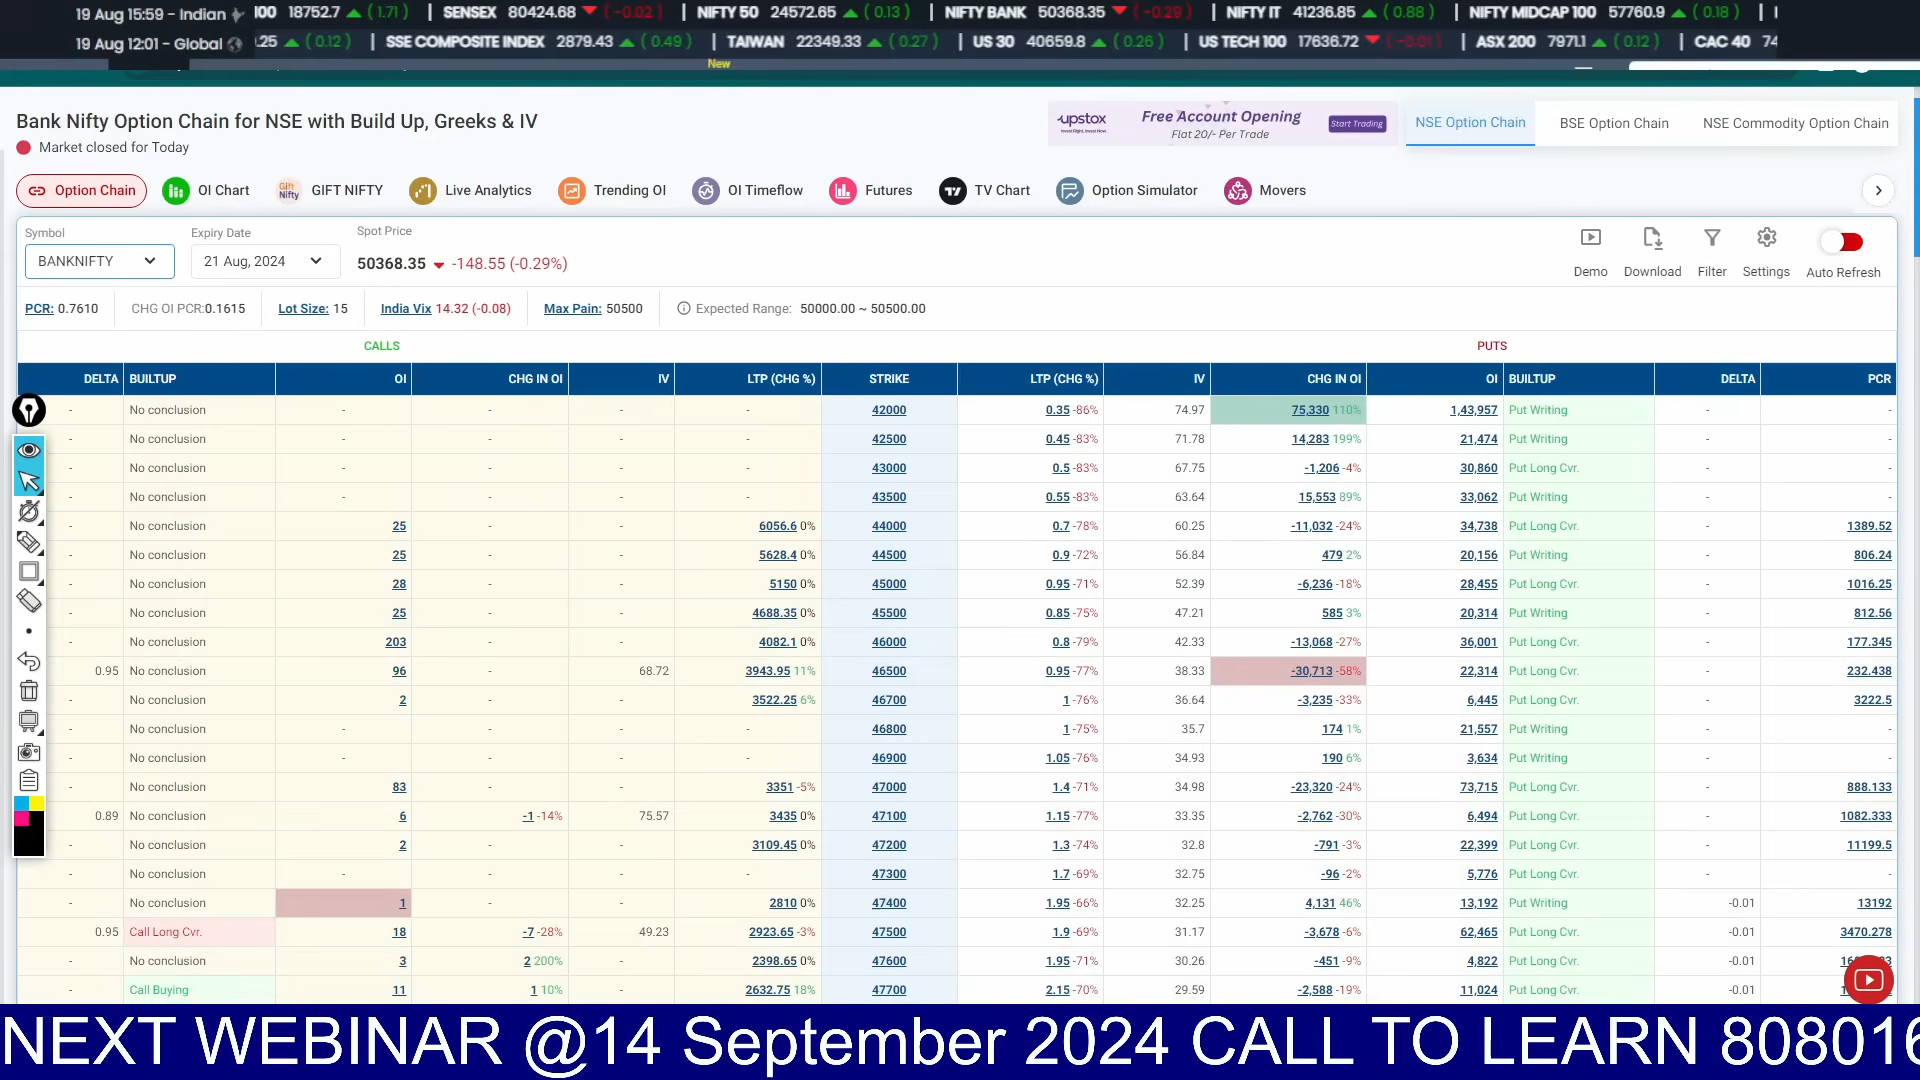 19 Aug 15:59 - Indian 100 18752.7 ▲ ( 1.71 ) | SENSEX 80424.68 ▼ ( -0.02 ) | NIFTY 50 24572.65 ▲ ( 0.13 ) | NIFTY BANK 50368.35 ▼ ( -0.29 ) | NIFTY IT 41236.85 ▲ ( 0.88 ) | NIFTY MIDCAP 100 57760.9 ▲ ( 0.18 ) |
19 Aug 12:01 - Global .25 ▲ ( 0.12 ) | SSE COMPOSITE INDEX 2879.43 ▲ ( 0.49 ) | TAIWAN 22349.33 ▲ ( 0.27 ) | US 30 40659.8 ▲ ( 0.26 ) | US TECH 100 17636.72 ▼ ( -0.01 ) | ASX 200 7971.1 ▲ ( 0.12 ) | CAC 40 74
New
Bank Nifty Option Chain for NSE with Build Up, Greeks & IV
Market closed for Today
upstox Free Account Opening Start Trading
Invest Right, Invest Now. Flat 20/- Per Trade
NSE Option Chain BSE Option Chain NSE Commodity Option Chain
Option Chain OI Chart Gift Nifty GIFT NIFTY Live Analytics Trending OI OI Timeflow Futures TV Chart Option Simulator Movers
Symbol Expiry Date Spot Price
BANKNIFTY 21 Aug, 2024 50368.35 -148.55 (-0.29%)
Demo Download Filter Settings Auto Refresh
PCR: 0.7610 CHG OI PCR:0.1615 Lot Size: 15 India Vix 14.32 (-0.08) Max Pain: 50500 Expected Range: 50000.00 ~ 50500.00
CALLS PUTS
DELTA BUILTUP OI CHG IN OI IV LTP (CHG %) STRIKE LTP (CHG %) IV CHG IN OI OI BUILTUP DELTA PCR
- No conclusion - - - - 42000 0.35 -86% 74.97 75,330 110% 1,43,957 Put Writing - -
- No conclusion - - - - 42500 0.45 -83% 71.78 14,283 199% 21,474 Put Writing - -
- No conclusion - - - - 43000 0.5 -83% 67.75 -1,206 -4% 30,860 Put Long Cvr. - -
- No conclusion - - - - 43500 0.55 -83% 63.64 15,553 89% 33,062 Put Writing - -
- No conclusion 25 - - 6056.6 0% 44000 0.7 -78% 60.25 -11,032 -24% 34,738 Put Long Cvr. - 1389.52
- No conclusion 25 - - 5628.4 0% 44500 0.9 -72% 56.84 479 2% 20,156 Put Writing - 806.24
- No conclusion 28 - - 5150 0% 45000 0.95 -71% 52.39 -6,236 -18% 28,455 Put Long Cvr. - 1016.25
- No conclusion 25 - - 4688.35 0% 45500 0.85 -75% 47.21 585 3% 20,314 Put Writing - 812.56
- No conclusion 203 - - 4082.1 0% 46000 0.8 -79% 42.33 -13,068 -27% 36,001 Put Long Cvr. - 177.345
0.95 No conclusion 96 - 68.72 3943.95 11% 46500 0.95 -77% 38.33 -30,713 -58% 22,314 Put Long Cvr. - 232.438
- No conclusion 2 - - 3522.25 6% 46700 1 -76% 36.64 -3,235 -33% 6,445 Put Long Cvr. - 3222.5
- No conclusion - - - - 46800 1 -75% 35.7 174 1% 21,557 Put Writing - -
- No conclusion - - - - 46900 1.05 -76% 34.93 190 6% 3,634 Put Writing - -
- No conclusion 83 - - 3351 -5% 47000 1.4 -71% 34.98 -23,320 -24% 73,715 Put Long Cvr. - 888.133
0.89 No conclusion 6 -1 -14% 75.57 3435 0% 47100 1.15 -77% 33.35 -2,762 -30% 6,494 Put Long Cvr. - 1082.333
- No conclusion 2 - - 3109.45 0% 47200 1.3 -74% 32.8 -791 -3% 22,399 Put Long Cvr. - 11199.5
- No conclusion - - - - 47300 1.7 -69% 32.75 -96 -2% 5,776 Put Long Cvr. - -
- No conclusion 1 - - 2810 0% 47400 1.95 -66% 32.25 4,131 46% 13,192 Put Writing -0.01 13192
0.95 Call Long Cvr. 18 -7 -28% 49.23 2923.65 -3% 47500 1.9 -69% 31.17 -3,678 -6% 62,465 Put Long Cvr. -0.01 3470.278
- No conclusion 3 2 200% - 2398.65 0% 47600 1.95 -71% 30.26 -451 -9% 4,822 Put Long Cvr. -0.01
- Call Buying 11 1 10% - 2632.75 18% 47700 2.15 -70% 29.59 -2,588 -19% 11,024 Put Long Cvr. -0.01
NEXT WEBINAR @14 September 2024 CALL TO LEARN 808016